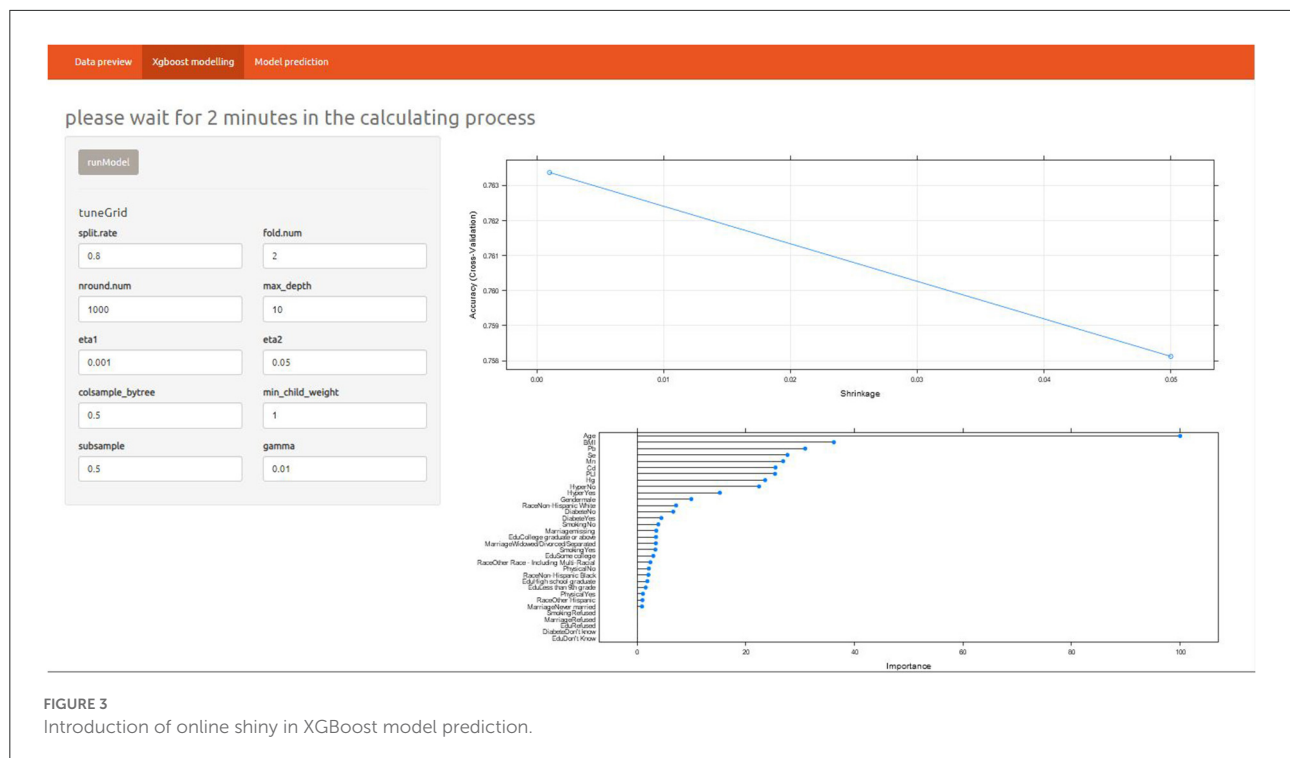 Data preview Xgboost modelling Model prediction
please wait for 2 minutes in the calculating process
runModel
tuneGrid
split.rate fold.num
0.8 2
nround.num max_depth
1000 10
eta1 eta2
0.001 0.05
colsample_bytree min_child_weight
0.5 1
subsample gamma
0.5 0.01
Accuracy (Cross-Validation)
0.763
0.762
0.761
0.760
0.759
0.758
0.00 0.01 0.02 0.03 0.04 0.05
Shrinkage
Age
BMI
Pb
Se
Mn
Cd
PLI
Hg
HyperNo
HyperYes
Gendermale
RaceNon-Hispanic White
DiabeteNo
DiabeteYes
SmokingNo
Marriagemissing
EduCollege graduate or above
MarriageWidowed/Divorced/Separated
SmokingYes
EduSome college
RaceOther Race - Including Multi-Racial
PhysicalNo
RaceNon-Hispanic Black
EduHigh school graduate
EduLess than 9th grade
PhysicalYes
RaceOther Hispanic
MarriageNever married
SmokingRefused
MarriageRefused
EduRefused
DiabeteDon't know
EduDon't Know
0 20 40 60 80 100
Importance
FIGURE 3
Introduction of online shiny in XGBoost model prediction.